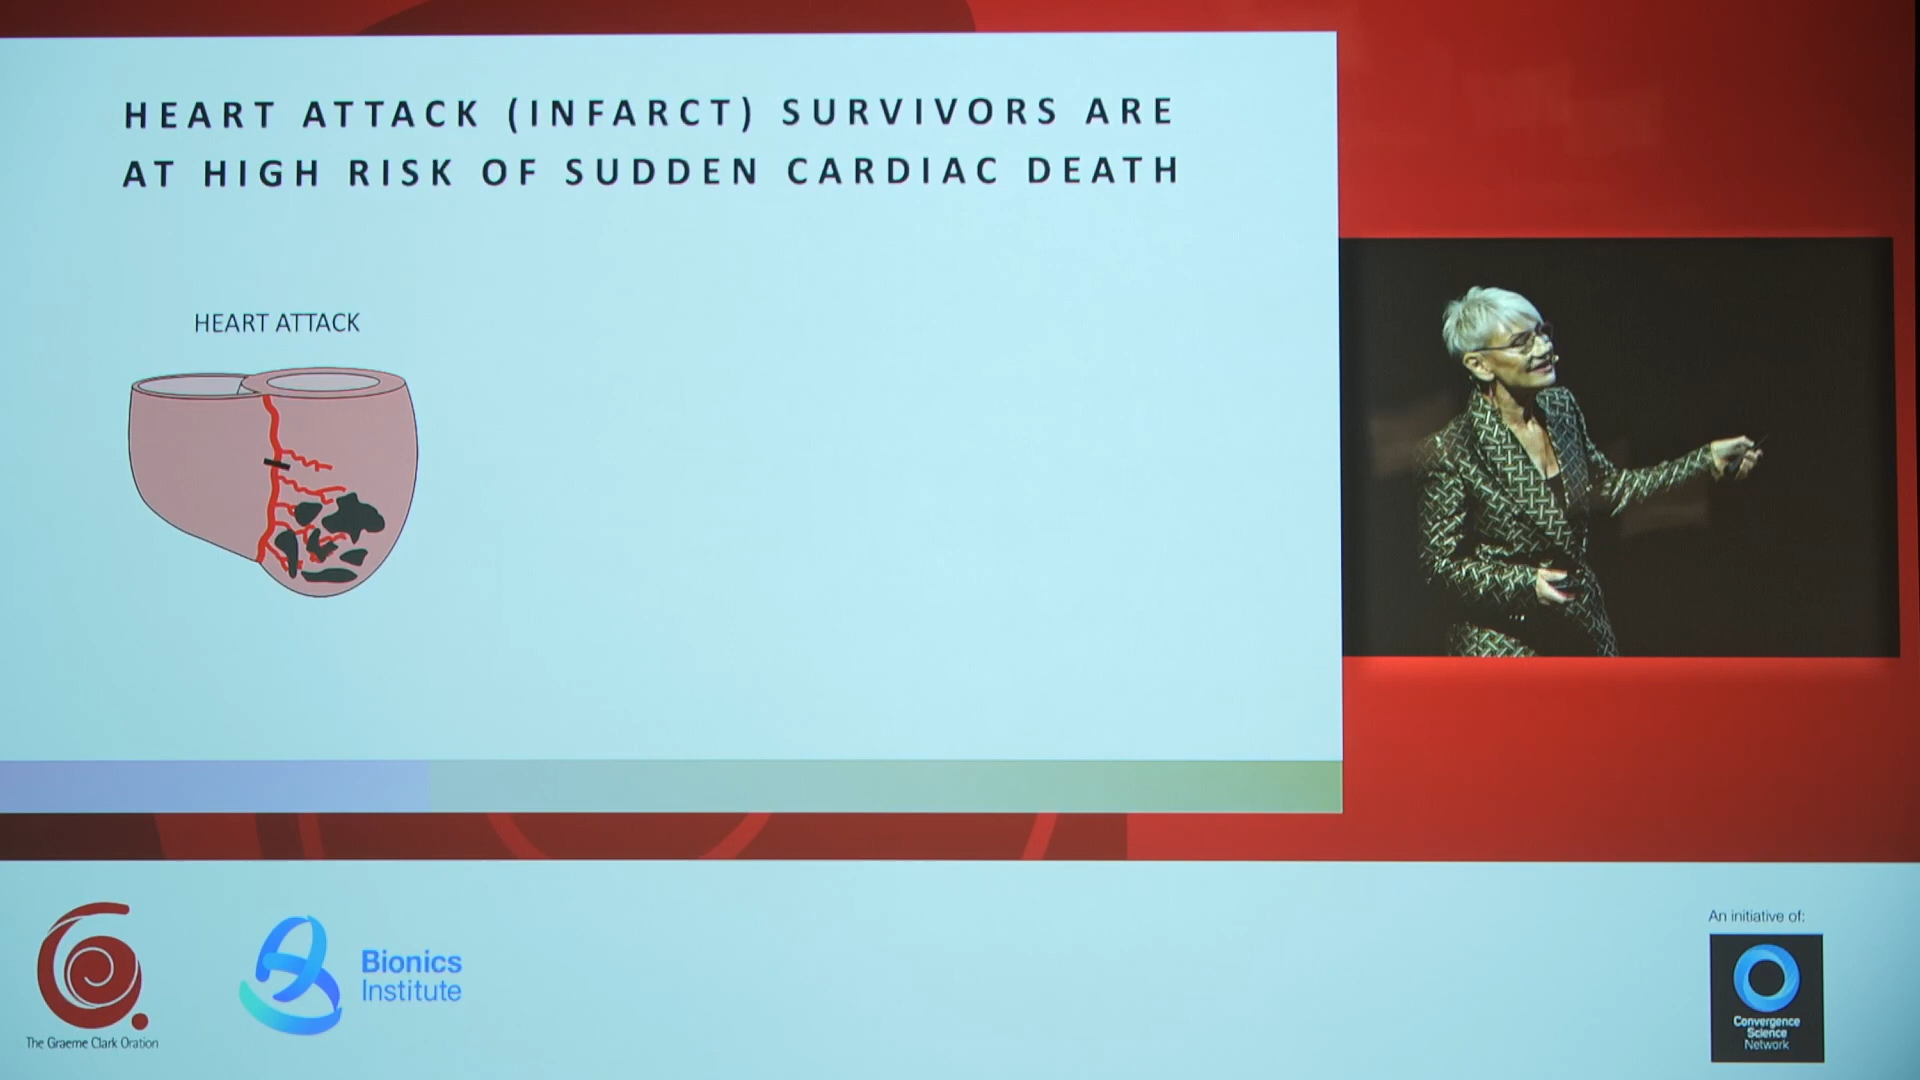 HEART ATTACK (INFARCT) SURVIVORS ARE
AT HIGH RISK OF SUDDEN CARDIAC DEATH
HEART ATTACK
The Graeme Clark Oration
Bionics
Institute
An initiative of:
Convergence
Science
Network